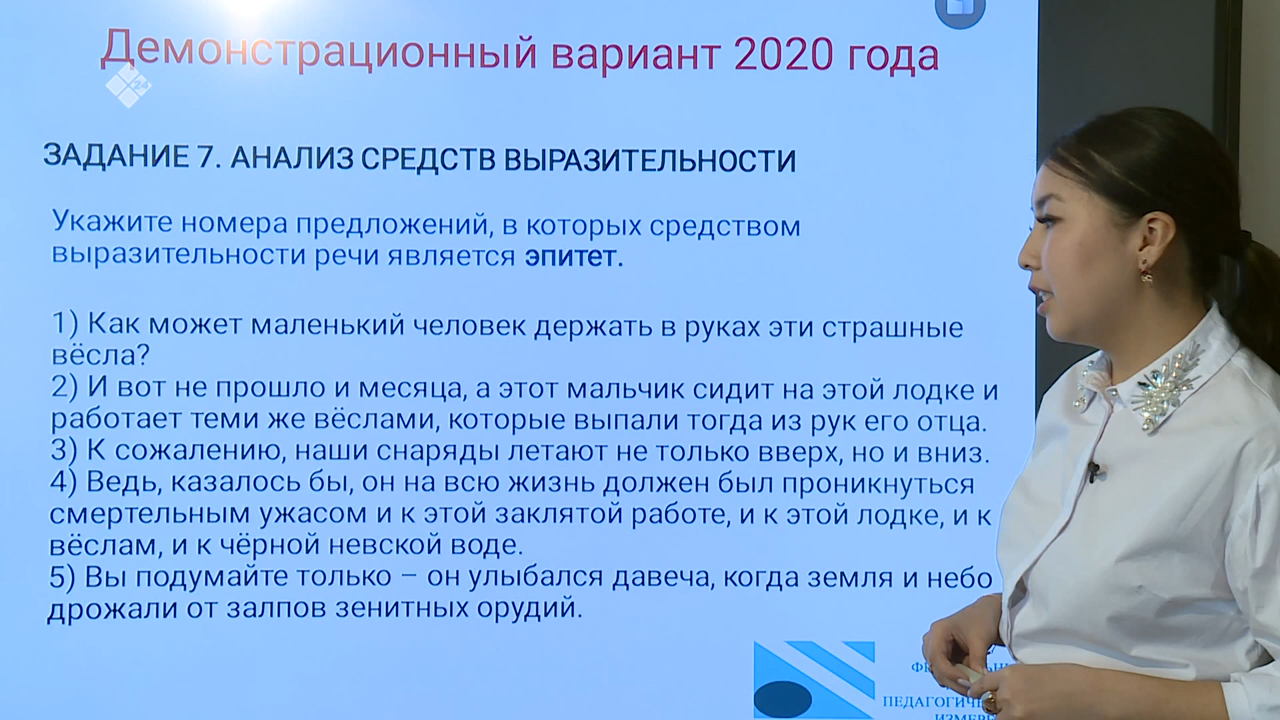 Демонстрационный вариант 2020 года
24
ЗАДАНИЕ 7. АНАЛИЗ СРЕДСТВ ВЫРАЗИТЕЛЬНОСТИ
Укажите номера предложений, в которых средством
выразительности речи является эпитет.
1) Как может маленький человек держать в руках эти страшные
вёсла?
2) И вот не прошло и месяца, а этот мальчик сидит на этой лодке и
работает теми же вёслами, которые выпали тогда из рук его отца.
3) К сожалению, наши снаряды летают не только вверх, но и вниз.
4) Ведь, казалось бы, он на всю жизнь должен был проникнуться
смертельным ужасом и к этой заклятой работе, и к этой лодке, и к
вёслам, и к чёрной невской воде.
5) Вы подумайте только – он улыбался давеча, когда земля и небо
дрожали от залпов зенитных орудий.